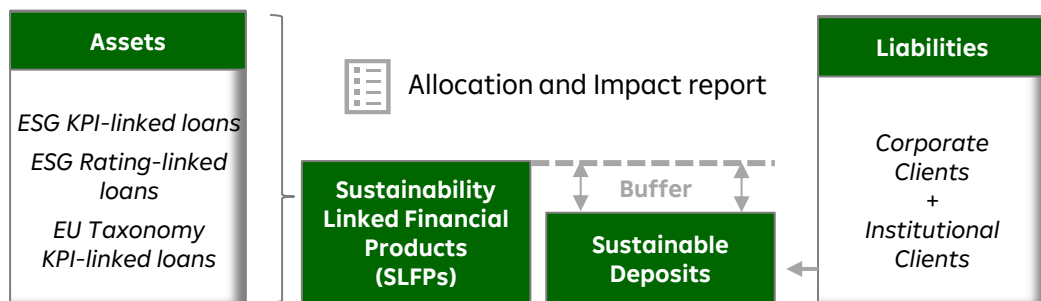 Assets
ESG KPI-linked loans
ESG Rating-linked
loans
EU Taxonomy
KPI-linked loans
Allocation and Impact report
Sustainability
Linked Financial
Products
(SLFPs)
Buffer
Sustainable
Deposits
Liabilities
Corporate
Clients
+
Institutional
Clients